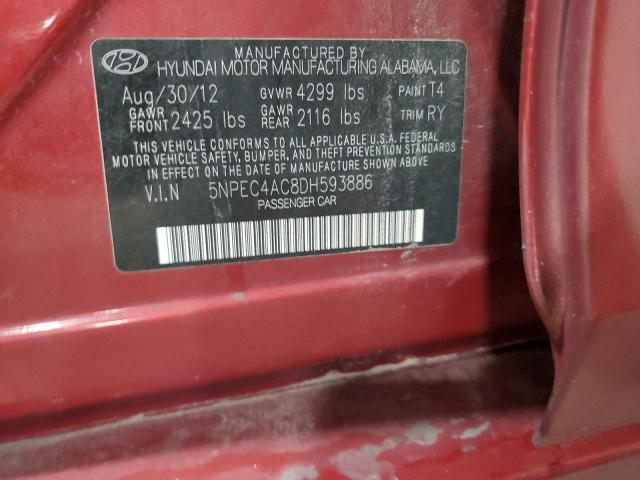 MANUFACTURED BY
HYUNDAI MOTOR MANUFACTURING ALABAMA, LLC
Aug/30/12 GVWR 4299 lbs PAINT T4
GAWR FRONT 2425 lbs GAWR REAR 2116 lbs TRIM RY
THIS VEHICLE CONFORMS TO ALL APPLICABLE U.S.A. FEDERAL
MOTOR VEHICLE SAFETY, BUMPER, AND THEFT PREVENTION
STANDARDS IN EFFECT ON THE DATE OF MANUFACTURE SHOWN ABOVE.
V.I.N 5NPEC4AC8DH593886
PASSENGER CAR